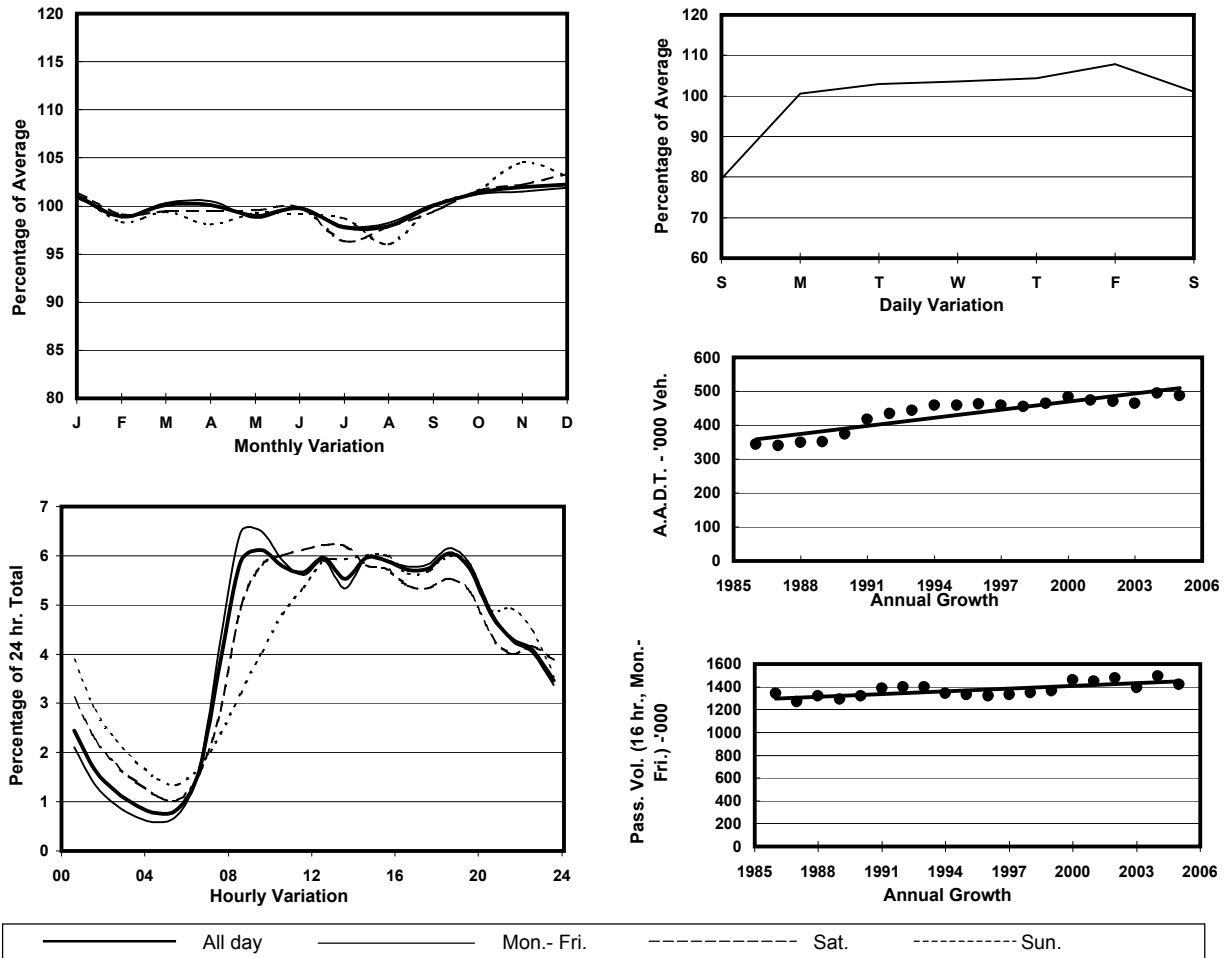 Percentage of Average
120
115
110
105
100
95
90
85
80
J F M A M J J A S O N D
Monthly Variation
Percentage of Average
120
110
100
90
80
70
60
S M T W T F S
Daily Variation
A.A.D.T. - '000 Veh.
600
500
400
300
200
100
0
1985 1988 1991 1994 1997 2000 2003 2006
Annual Growth
Percentage of 24 hr. Total
7
6
5
4
3
2
1
0
00 04 08 12 16 20 24
Hourly Variation
Pass. Vol. (16 hr., Mon.-
Fri.) -'000
1600
1400
1200
1000
800
600
400
200
0
1985 1988 1991 1994 1997 2000 2003 2006
Annual Growth
All day Mon.- Fri. Sat. Sun.